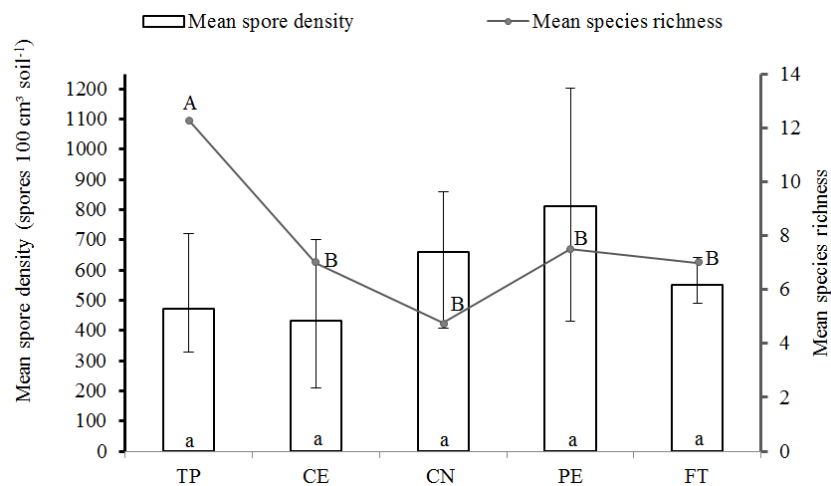 Mean spore density
Mean species richness
Mean spore density (spores 100 cm³ soil⁻¹)
1200
1100
1000
900
800
700
600
500
400
300
200
100
0
A
B
B
B
B
a
a
a
a
a
TP
CE
CN
PE
FT
14
12
10
8
6
4
2
0
Mean species richness